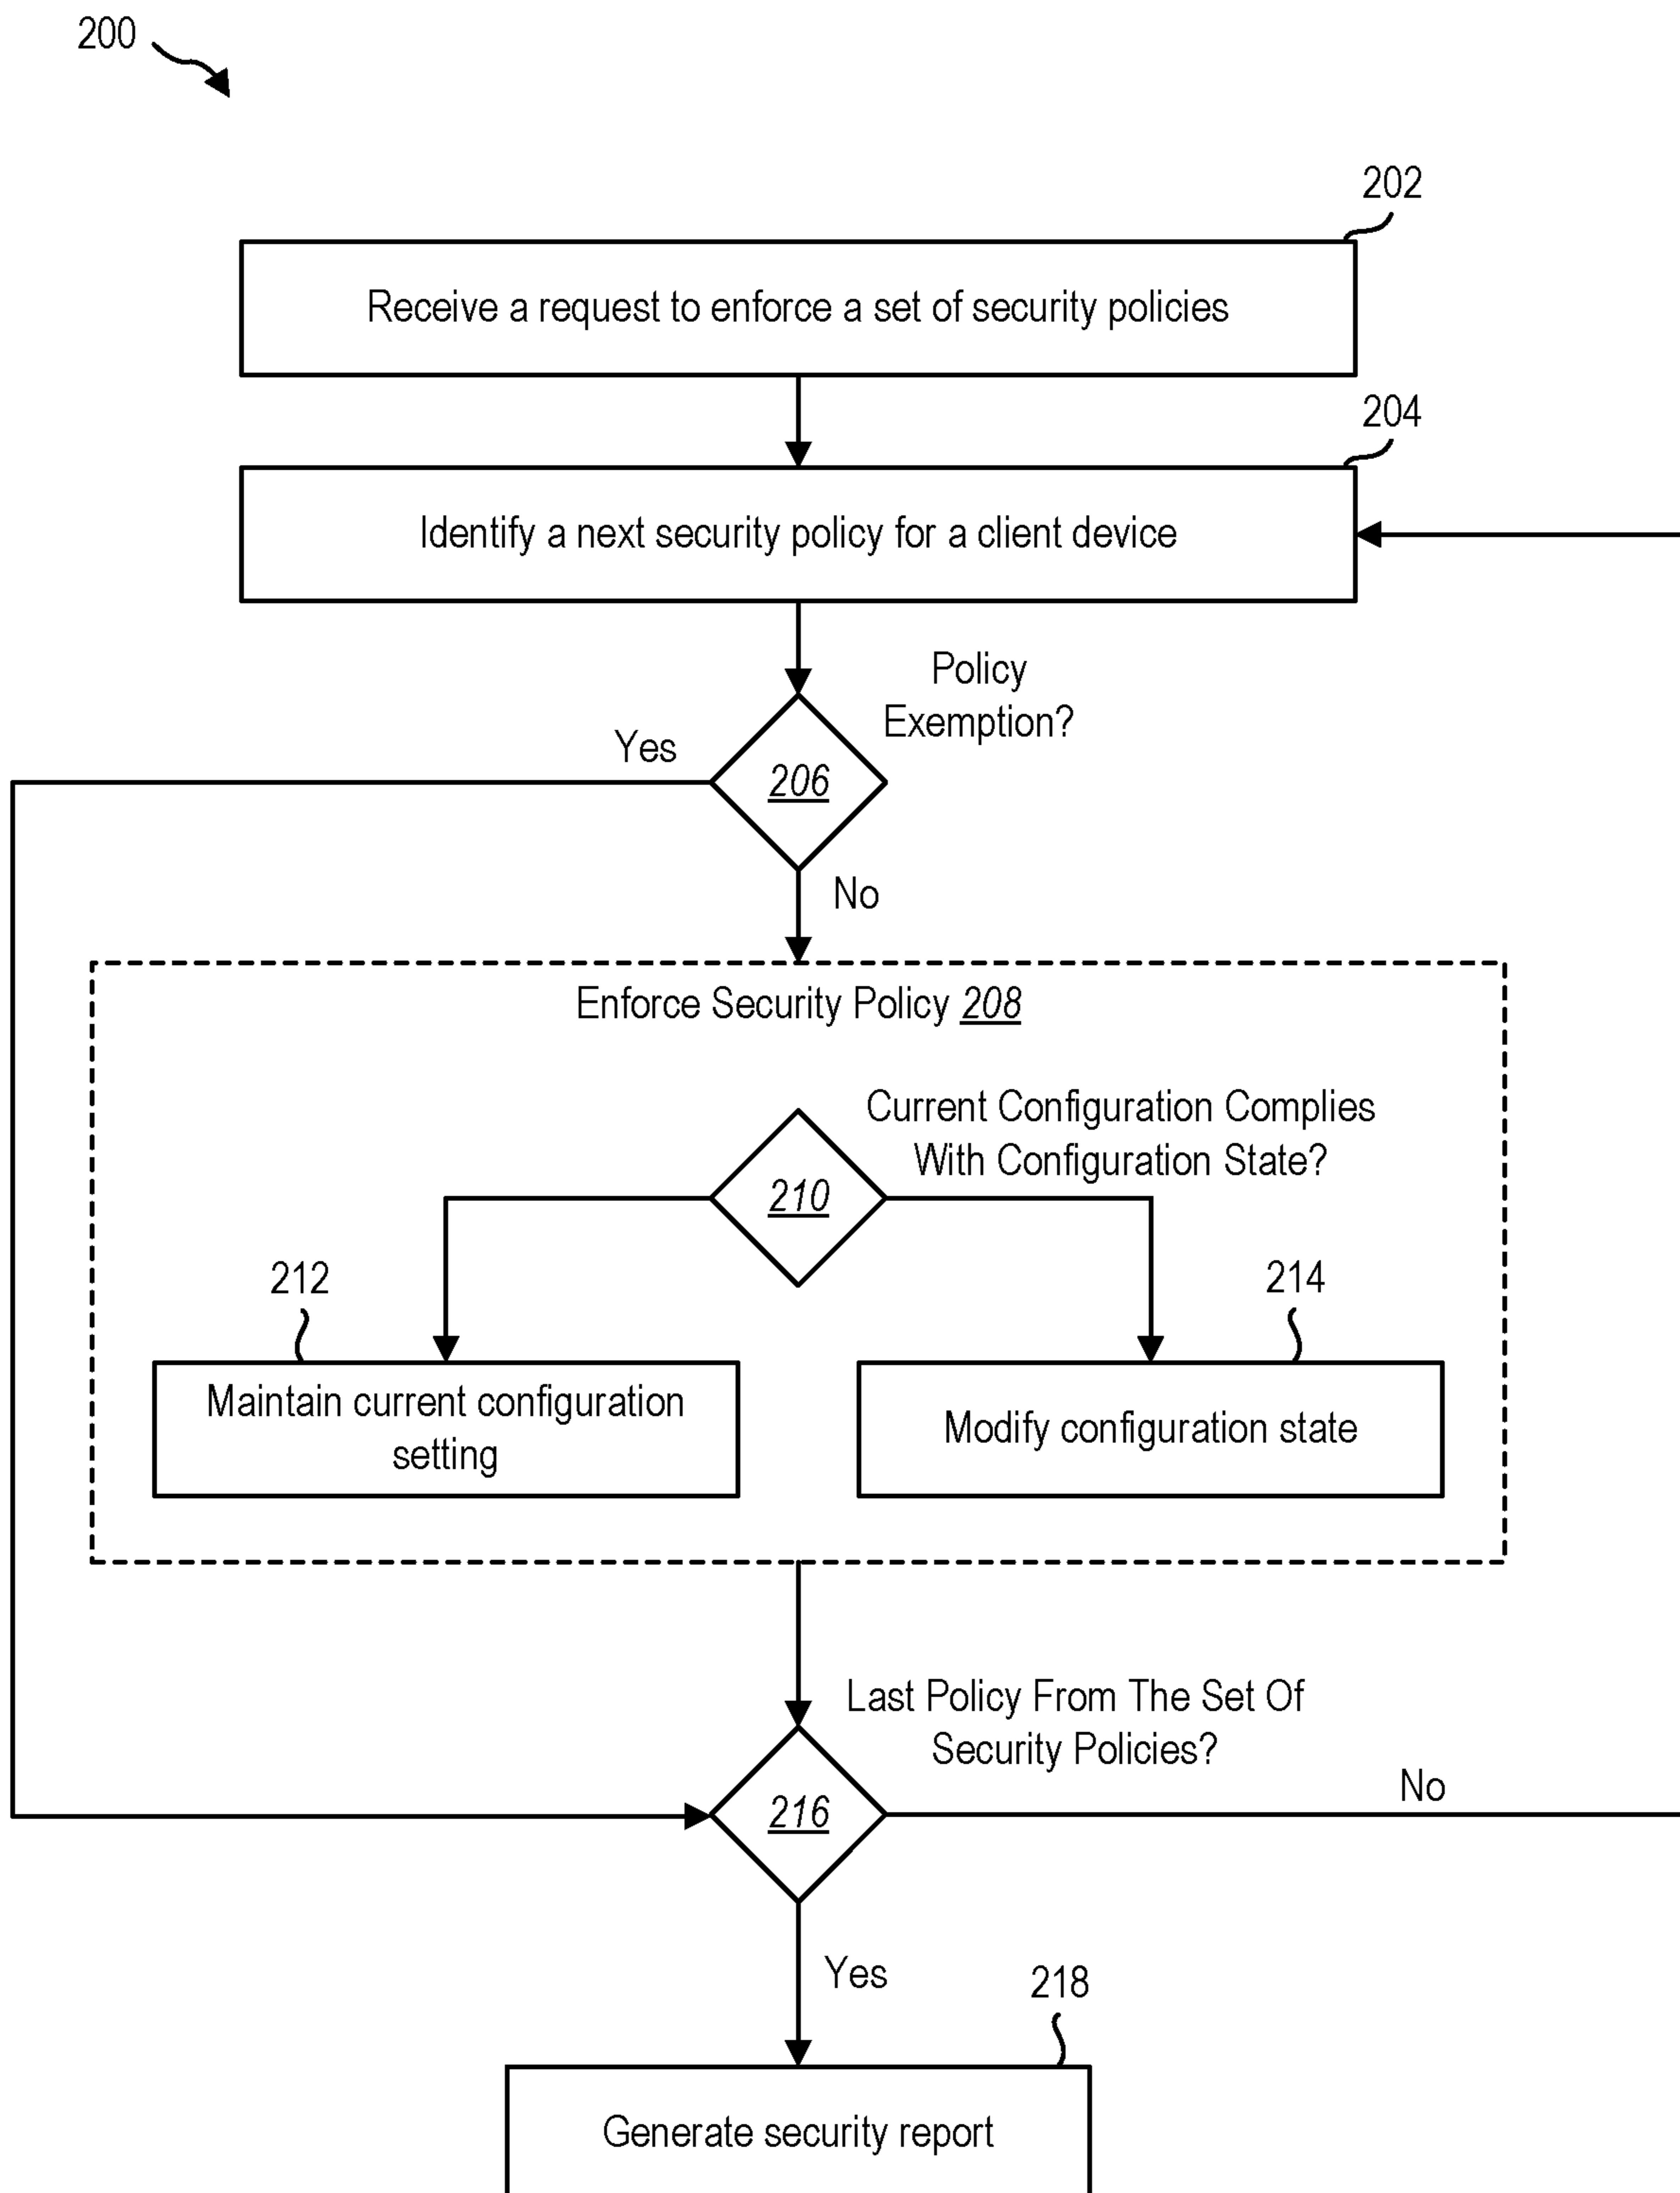 200
202
Receive a request to enforce a set of security policies
204
Identify a next security policy for a client device
Policy
Exemption?
Yes
206
No
Enforce Security Policy 208
Current Configuration Complies
With Configuration State?
210
212
214
Maintain current configuration
setting
Modify configuration state
Last Policy From The Set Of
Security Policies?
No
216
Yes
218
Generate security report